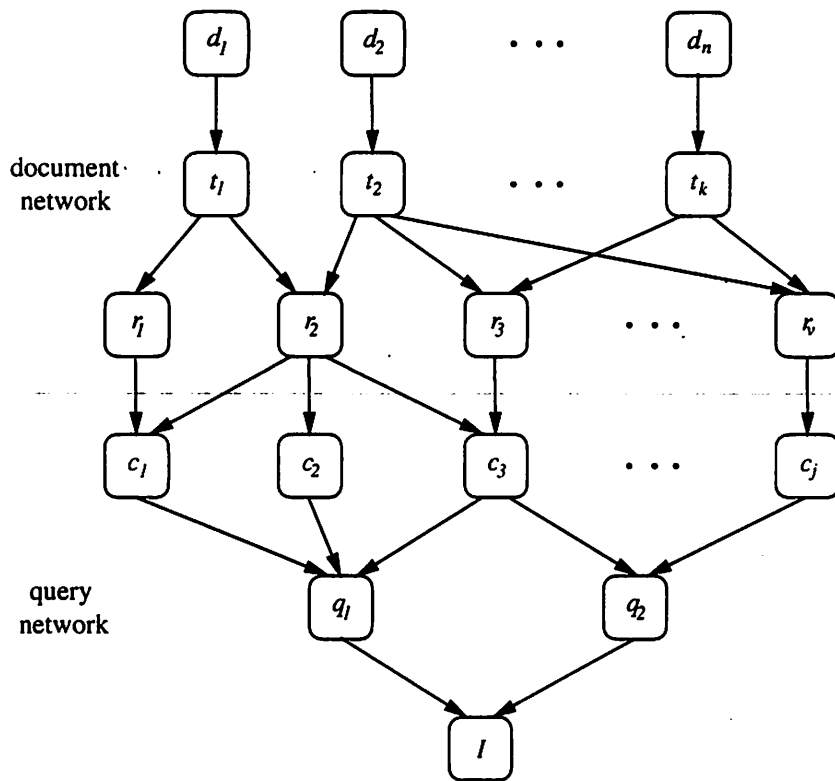 d₁ d₂ · · · dₙ
document network
t₁ t₂ · · · tₖ
r₁ r₂ r₃ · · · rᵥ
c₁ c₂ c₃ · · · cⱼ
query network
q₁ q₂
I